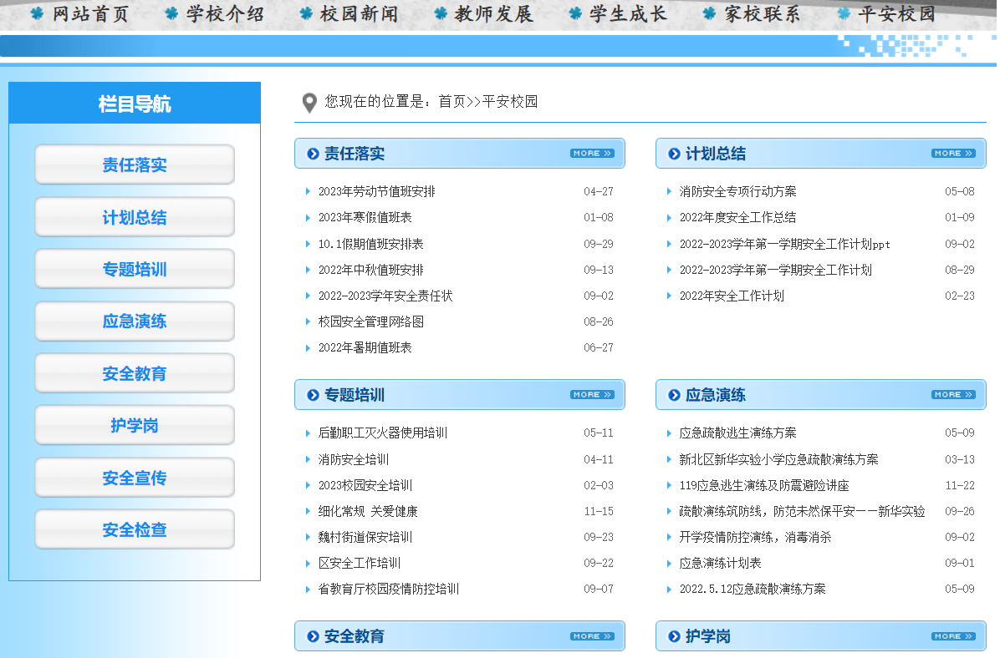 网站首页 学校介绍 校园新闻 教师发展 学生成长 家校联系 平安校园
栏目导航
责任落实
计划总结
专题培训
应急演练
安全教育
护学岗
安全宣传
安全检查
您现在的位置是：首页>>平安校园
责任落实 MORE
2023年劳动节值班安排 04-27
2023年寒假值班表 01-08
10.1假期值班安排表 09-29
2022年中秋值班安排 09-13
2022-2023学年安全责任状 09-02
校园安全管理网络图 08-26
2022年暑期值班表 06-27
计划总结 MORE
消防安全专项行动方案 05-08
2022年度安全工作总结 01-09
2022-2023学年第一学期安全工作计划ppt 09-02
2022-2023学年第一学期安全工作计划 08-29
2022年安全工作计划 02-23
专题培训 MORE
后勤职工灭火器使用培训 05-11
消防安全培训 04-11
2023校园安全培训 02-03
细化常规 关爱健康 11-15
魏村街道保安培训 09-23
区安全工作培训 09-22
省教育厅校园疫情防控培训 09-07
应急演练 MORE
应急疏散逃生演练方案 05-09
新北区新华实验小学应急疏散演练方案 03-13
119应急逃生演练及防震避险讲座 11-22
疏散演练筑防线，防范未然保平安——新华实验 09-26
开学疫情防控演练，消毒消杀 09-02
应急演练计划表 09-01
2022.5.12应急疏散演练方案 05-09
安全教育 MORE
护学岗 MORE